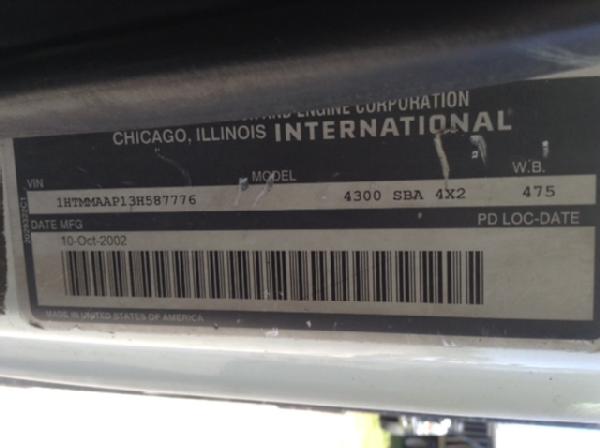 AND ENGINE CORPORATION
CHICAGO, ILLINOIS INTERNATIONAL
VIN MODEL W.B.
1HTMMAAP13H587776 4300 SBA 4X2 475
DATE MFG PD LOC-DATE
10-Oct-2002
MADE IN UNITED STATES OF AMERICA